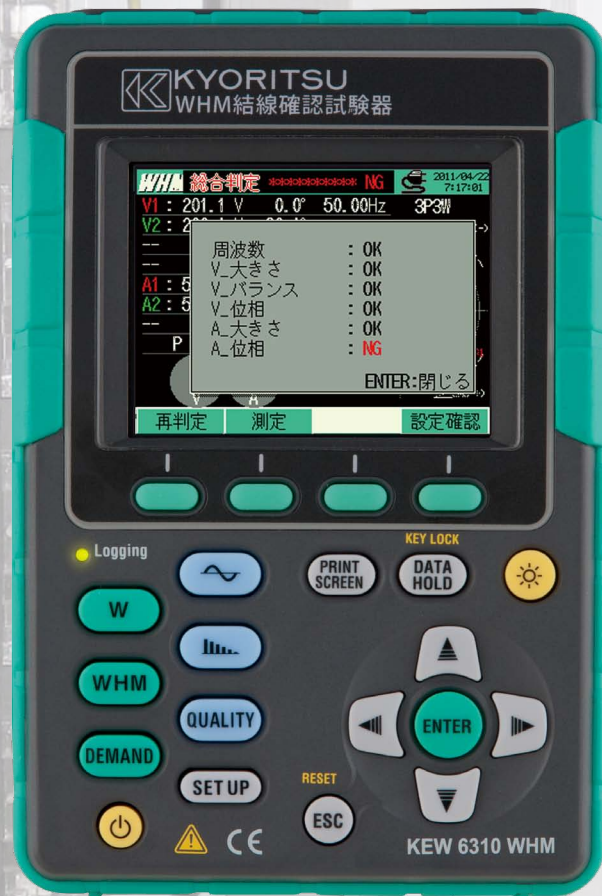 KYORITSU
WHM結線確認試験器
WHM 総合判定 ********** NG 2011/04/22
7:17:01
V1 : 201.1 V 0.0° 50.00Hz 3P3W
V2 : 2
周波数 : OK
V_大きさ : OK
V_バランス : OK
V_位相 : OK
A_大きさ : OK
A_位相 : NG
ENTER:閉じる
A1 : 5
A2 : 5
P
V A
再判定 測定 設定確認
Logging
KEY LOCK
PRINT SCREEN
DATA HOLD
W
WHM
QUALITY
ENTER
DEMAND
SET UP
RESET
ESC
CE
KEW 6310 WHM